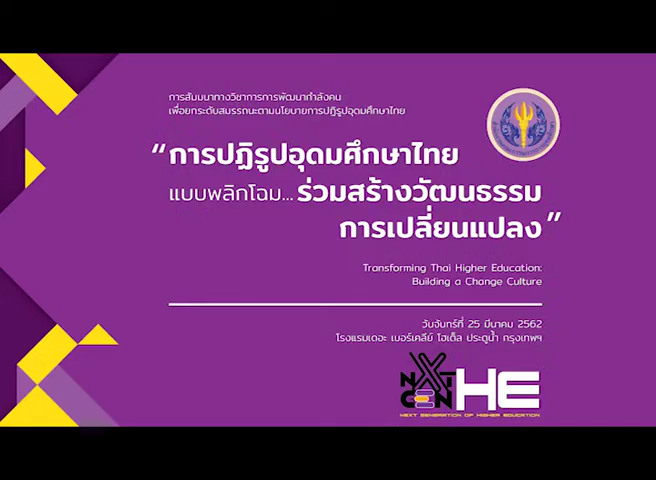 การสัมมนาทางวิชาการการพัฒนากำลังคน
เพื่อยกระดับสมรรถนะตามนโยบายการปฏิรูปอุดมศึกษาไทย
“การปฏิรูปอุดมศึกษาไทย
แบบพลิกโฉม...ร่วมสร้างวัฒนธรรม
การเปลี่ยนแปลง”
Transforming Thai Higher Education:
Building a Change Culture
วันจันทร์ที่ 25 มีนาคม 2562
โรงแรมเดอะ เบอร์เคลีย์ โฮเต็ล ประตูน้ำ กรุงเทพฯ
NXT
GEN HE
NEXT GENERATION OF HIGHER EDUCATION